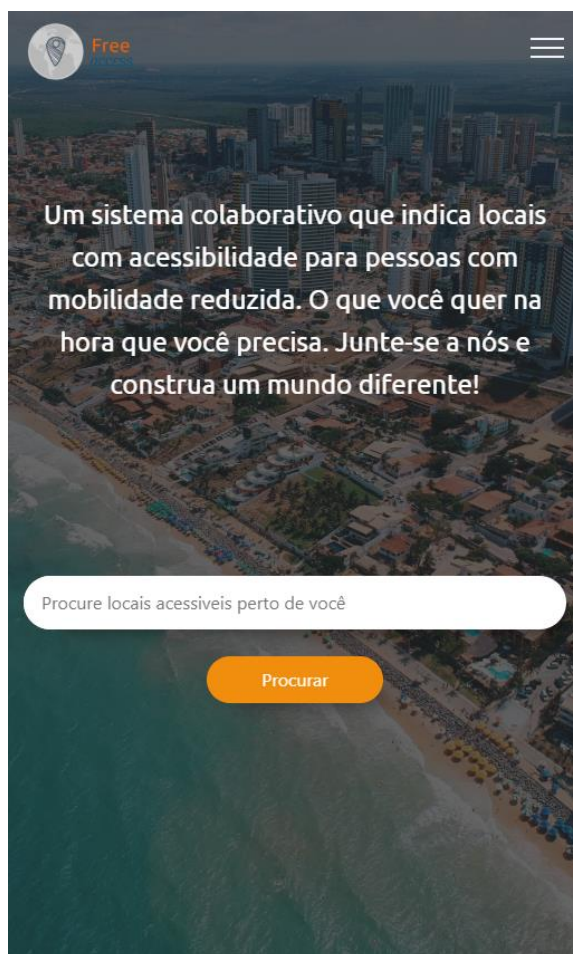 Free
access
Um sistema colaborativo que indica locais
com acessibilidade para pessoas com
mobilidade reduzida. O que você quer na
hora que você precisa. Junte-se a nós e
construa um mundo diferente!
Procure locais acessiveis perto de você
Procurar